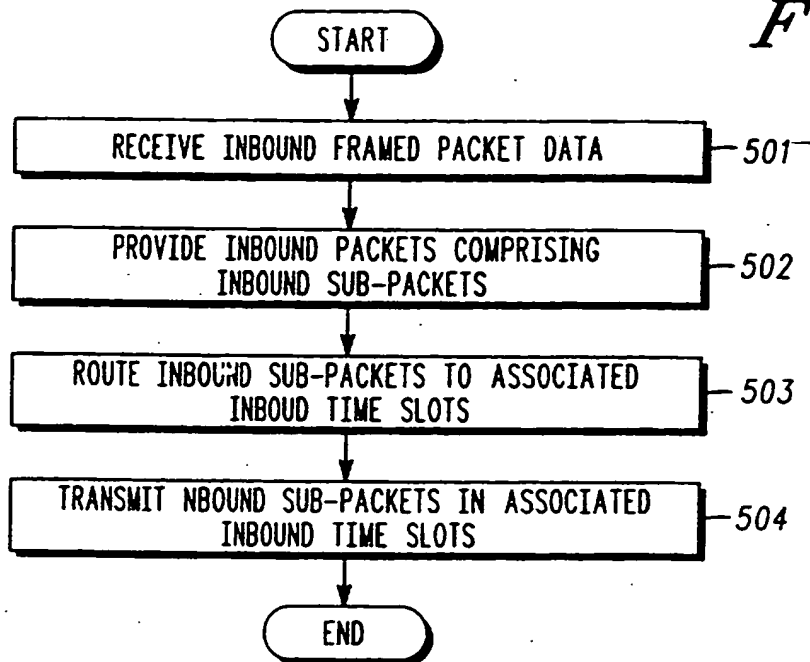 F
START
RECEIVE INBOUND FRAMED PACKET DATA
501
PROVIDE INBOUND PACKETS COMPRISING
INBOUND SUB-PACKETS
502
ROUTE INBOUND SUB-PACKETS TO ASSOCIATED
INBOUD TIME SLOTS
503
TRANSMIT NBOUND SUB-PACKETS IN ASSOCIATED
INBOUND TIME SLOTS
504
END